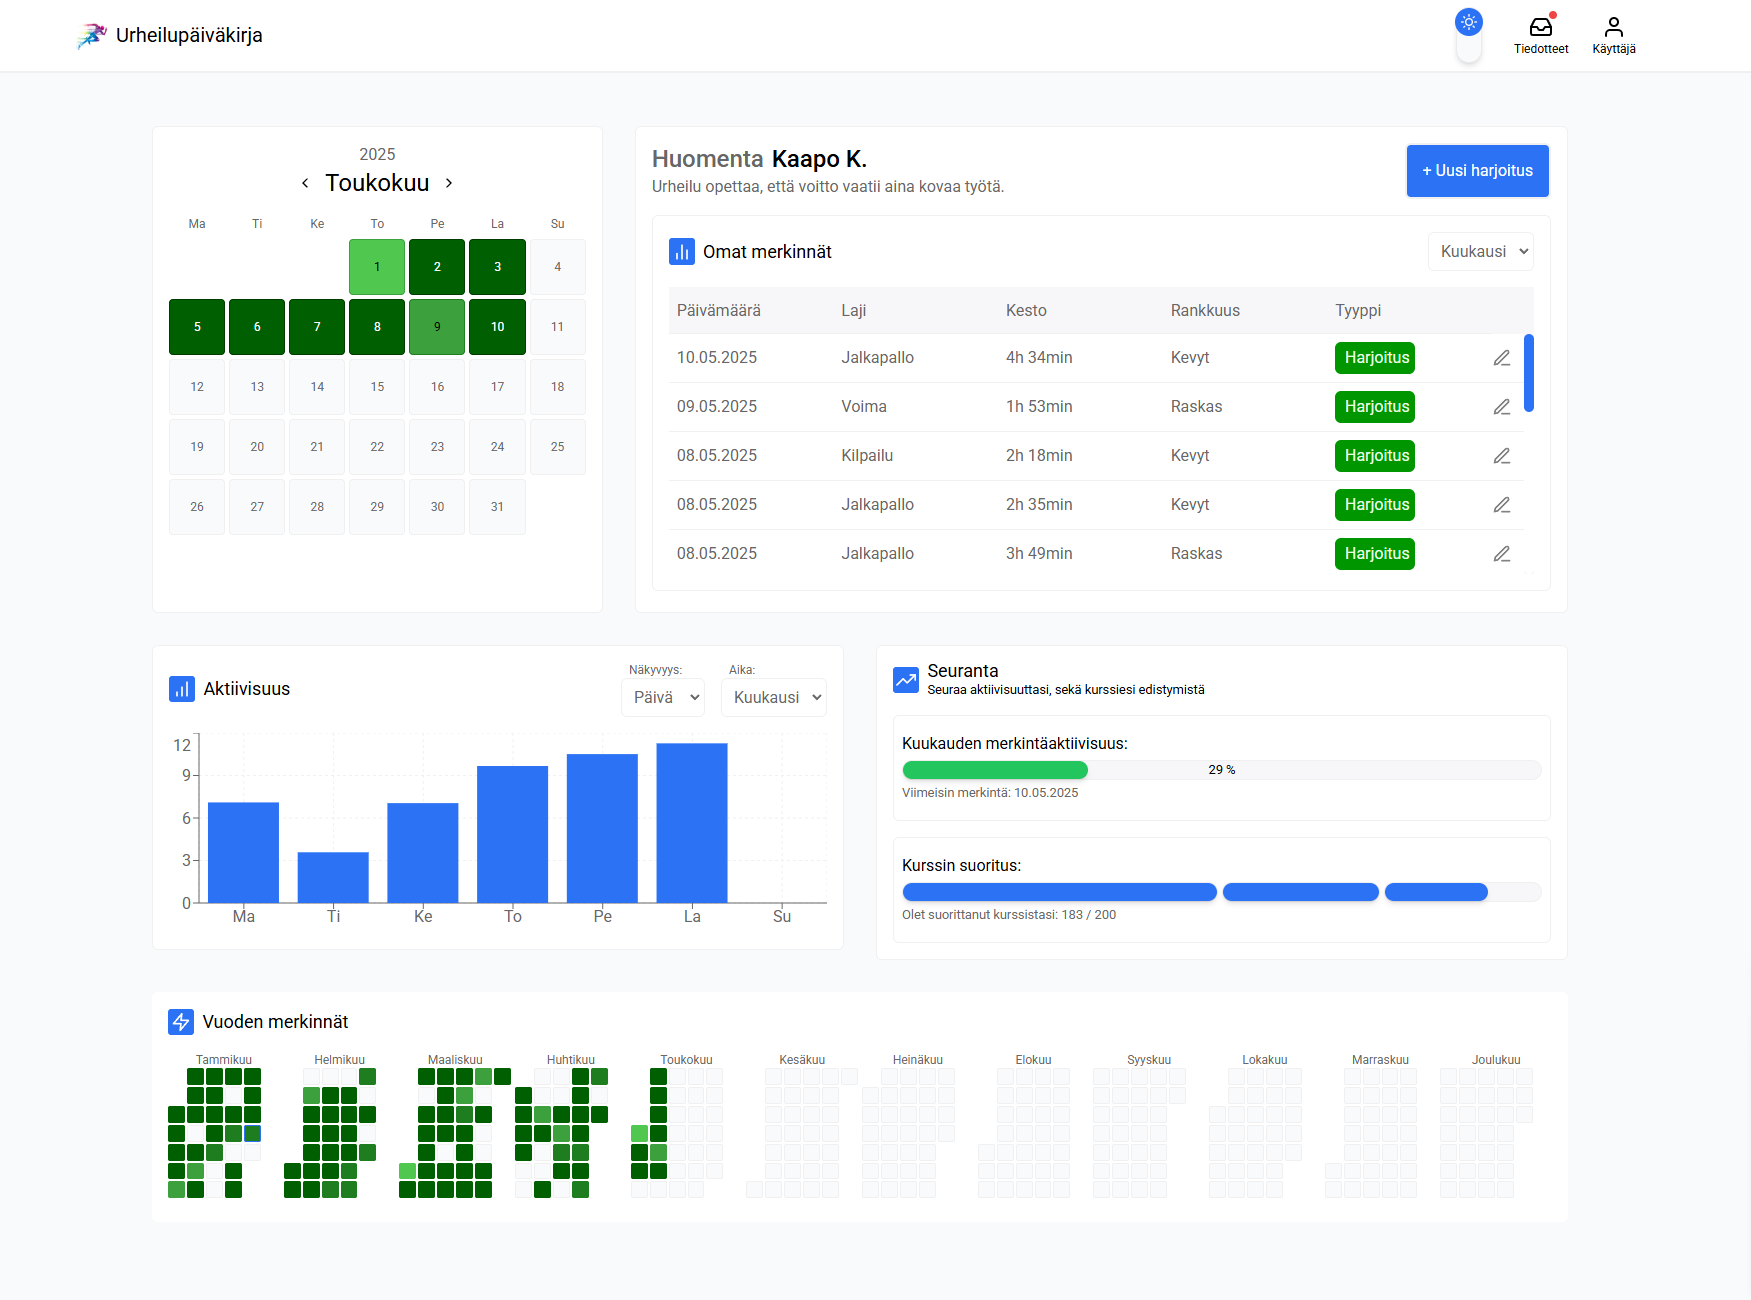 Urheilupäiväkirja
Tiedotteet
Käyttäjä
2025
Toukokuu
Ma Ti Ke To Pe La Su
1 2 3 4
5 6 7 8 9 10 11
12 13 14 15 16 17 18
19 20 21 22 23 24 25
26 27 28 29 30 31
Huomenta Kaapo K.
Urheilu opettaa, että voitto vaatii aina kovaa työtä.
+ Uusi harjoitus
Omat merkinnät
Kuukausi
Päivämäärä Laji Kesto Rankkuus Tyyppi
10.05.2025 Jalkapallo 4h 34min Kevyt Harjoitus
09.05.2025 Voima 1h 53min Raskas Harjoitus
08.05.2025 Kilpailu 2h 18min Kevyt Harjoitus
08.05.2025 Jalkapallo 2h 35min Kevyt Harjoitus
08.05.2025 Jalkapallo 3h 49min Raskas Harjoitus
Aktiivisuus
Näkyvyys: Aika:
Päivä Kuukausi
12
9
6
3
0
Ma Ti Ke To Pe La Su
Seuranta
Seuraa aktiivisuuttasi, sekä kurssiesi edistymistä
Kuukauden merkintäaktiivisuus:
29 %
Viimeisin merkintä: 10.05.2025
Kurssin suoritus:
Olet suorittanut kurssistasi: 183 / 200
Vuoden merkinnät
Tammikuu Helmikuu Maaliskuu Huhtikuu Toukokuu Kesäkuu Heinäkuu Elokuu Syyskuu Lokakuu Marraskuu Joulukuu